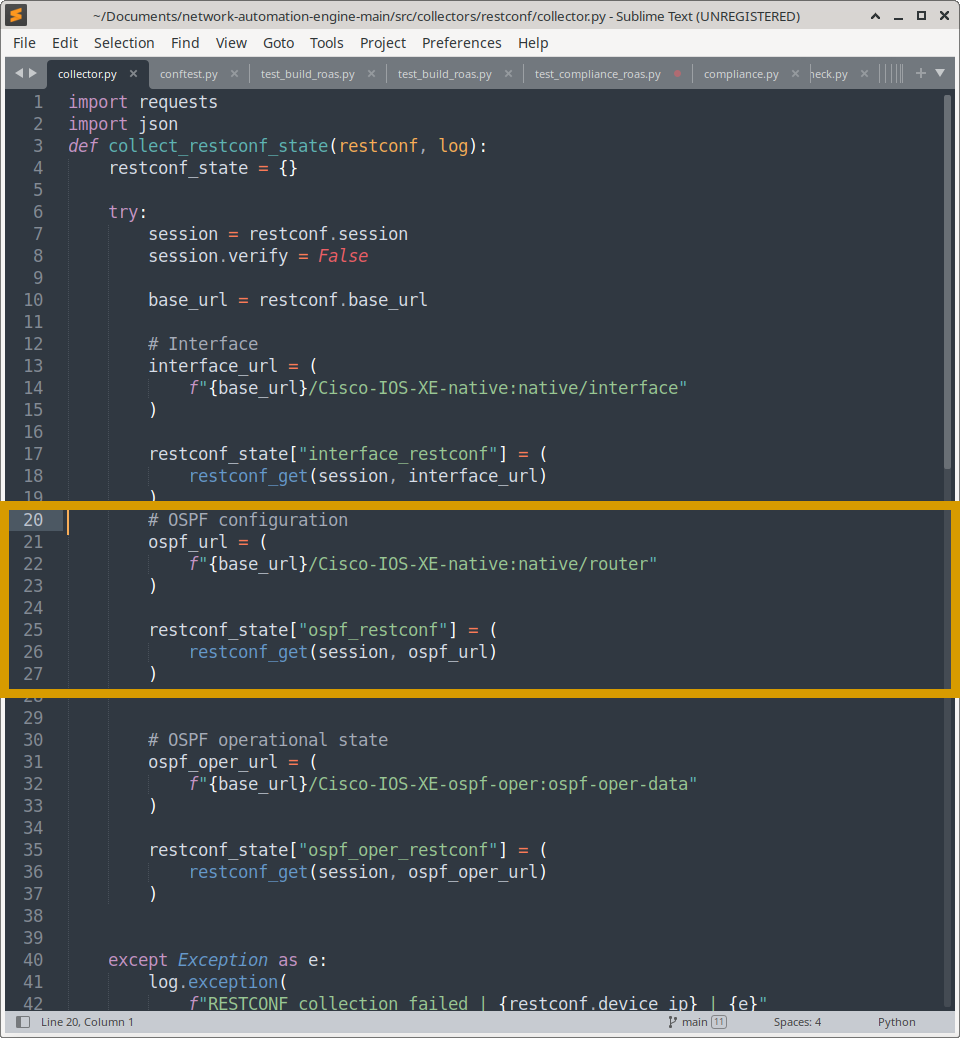 ~/Documents/network-automation-engine-main/src/collectors/restconf/collector.py - Sublime Text (UNREGISTERED)
File Edit Selection Find View Goto Tools Project Preferences Help
collector.py × conftest.py × test_build_roas.py × test_build_roas.py × test_compliance_roas.py compliance.py × heck.py ×
1 import requests
2 import json
3 def collect_restconf_state(restconf, log):
4     restconf_state = {}
5
6     try:
7         session = restconf.session
8         session.verify = False
9
10         base_url = restconf.base_url
11
12         # Interface
13         interface_url = (
14             f"{base_url}/Cisco-IOS-XE-native:native/interface"
15         )
16
17         restconf_state["interface_restconf"] = (
18             restconf_get(session, interface_url)
19         )
20         # OSPF configuration
21         ospf_url = (
22             f"{base_url}/Cisco-IOS-XE-native:native/router"
23         )
24
25         restconf_state["ospf_restconf"] = (
26             restconf_get(session, ospf_url)
27         )
28
29
30         # OSPF operational state
31         ospf_oper_url = (
32             f"{base_url}/Cisco-IOS-XE-ospf-oper:ospf-oper-data"
33         )
34
35         restconf_state["ospf_oper_restconf"] = (
36             restconf_get(session, ospf_oper_url)
37         )
38
39
40     except Exception as e:
41         log.exception(
42             f"RESTCONF collection failed | {restconf.device_ip} | {e}"
Line 20, Column 1 main 11 Spaces: 4 Python